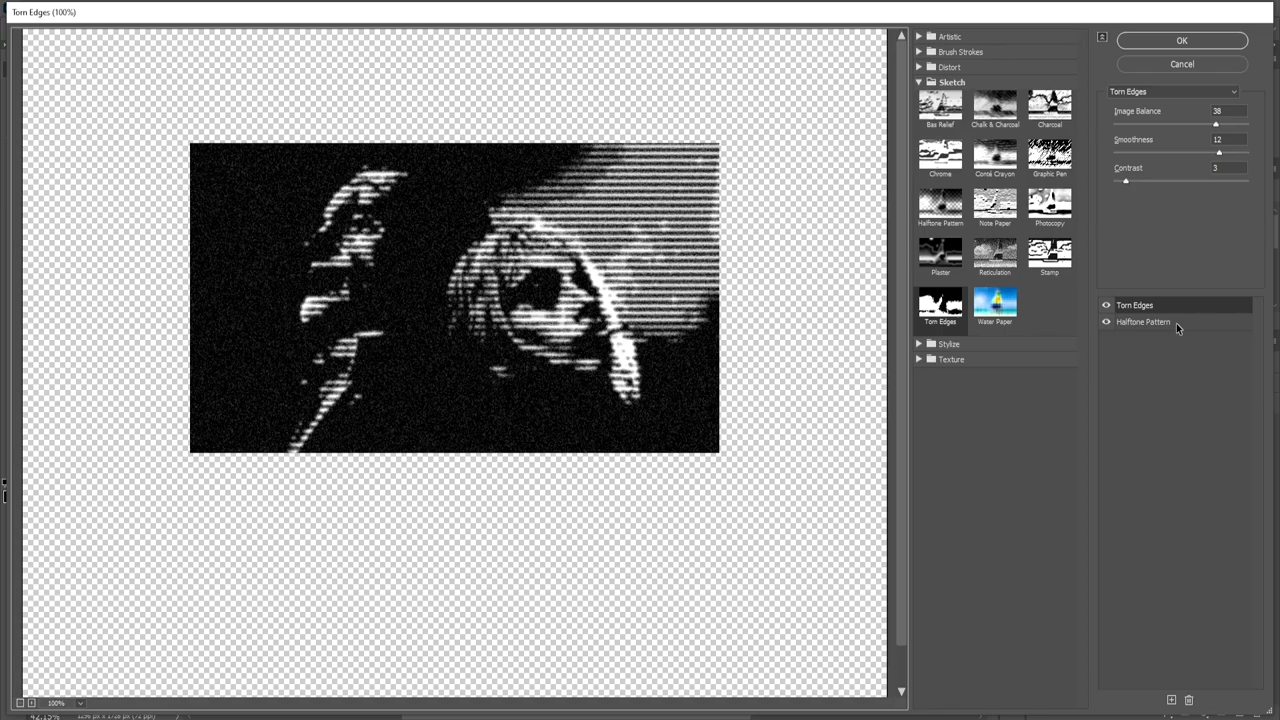 Torn Edges (100%)
Artistic
Brush Strokes
Distort
Sketch
Bas Relief
Chalk & Charcoal
Charcoal
Chrome
Conté Crayon
Graphic Pen
Halftone Pattern
Note Paper
Photocopy
Plaster
Reticulation
Stamp
Torn Edges
Water Paper
Stylize
Texture
OK
Cancel
Torn Edges
Image Balance 38
Smoothness 12
Contrast 3
Torn Edges
Halftone Pattern
100%
42.15%